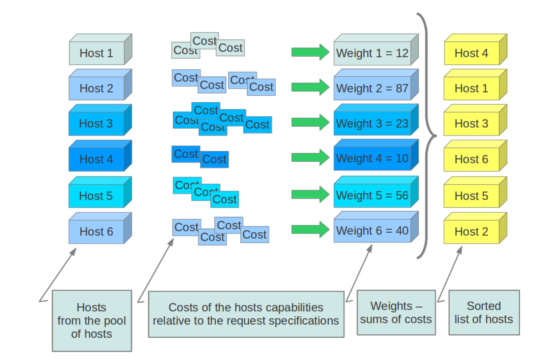 Host 1
Cost
Cost
Cost
Weight 1 = 12
Host 4
Host 2
Cost
Cost
Cost
Cost
Weight 2 = 87
Host 1
Host 3
Cost
Cost
Cost
Cost
Cost
Weight 3 = 23
Host 3
Host 4
Cost
Cost
Weight 4 = 10
Host 6
Host 5
Cost
Cost
Cost
Weight 5 = 56
Host 5
Host 6
Cost
Cost
Cost
Cost
Weight 6 = 40
Host 2
Hosts
from the pool
of hosts
Costs of the hosts capabilities
relative to the request specifications
Weights –
sums of costs
Sorted
list of hosts